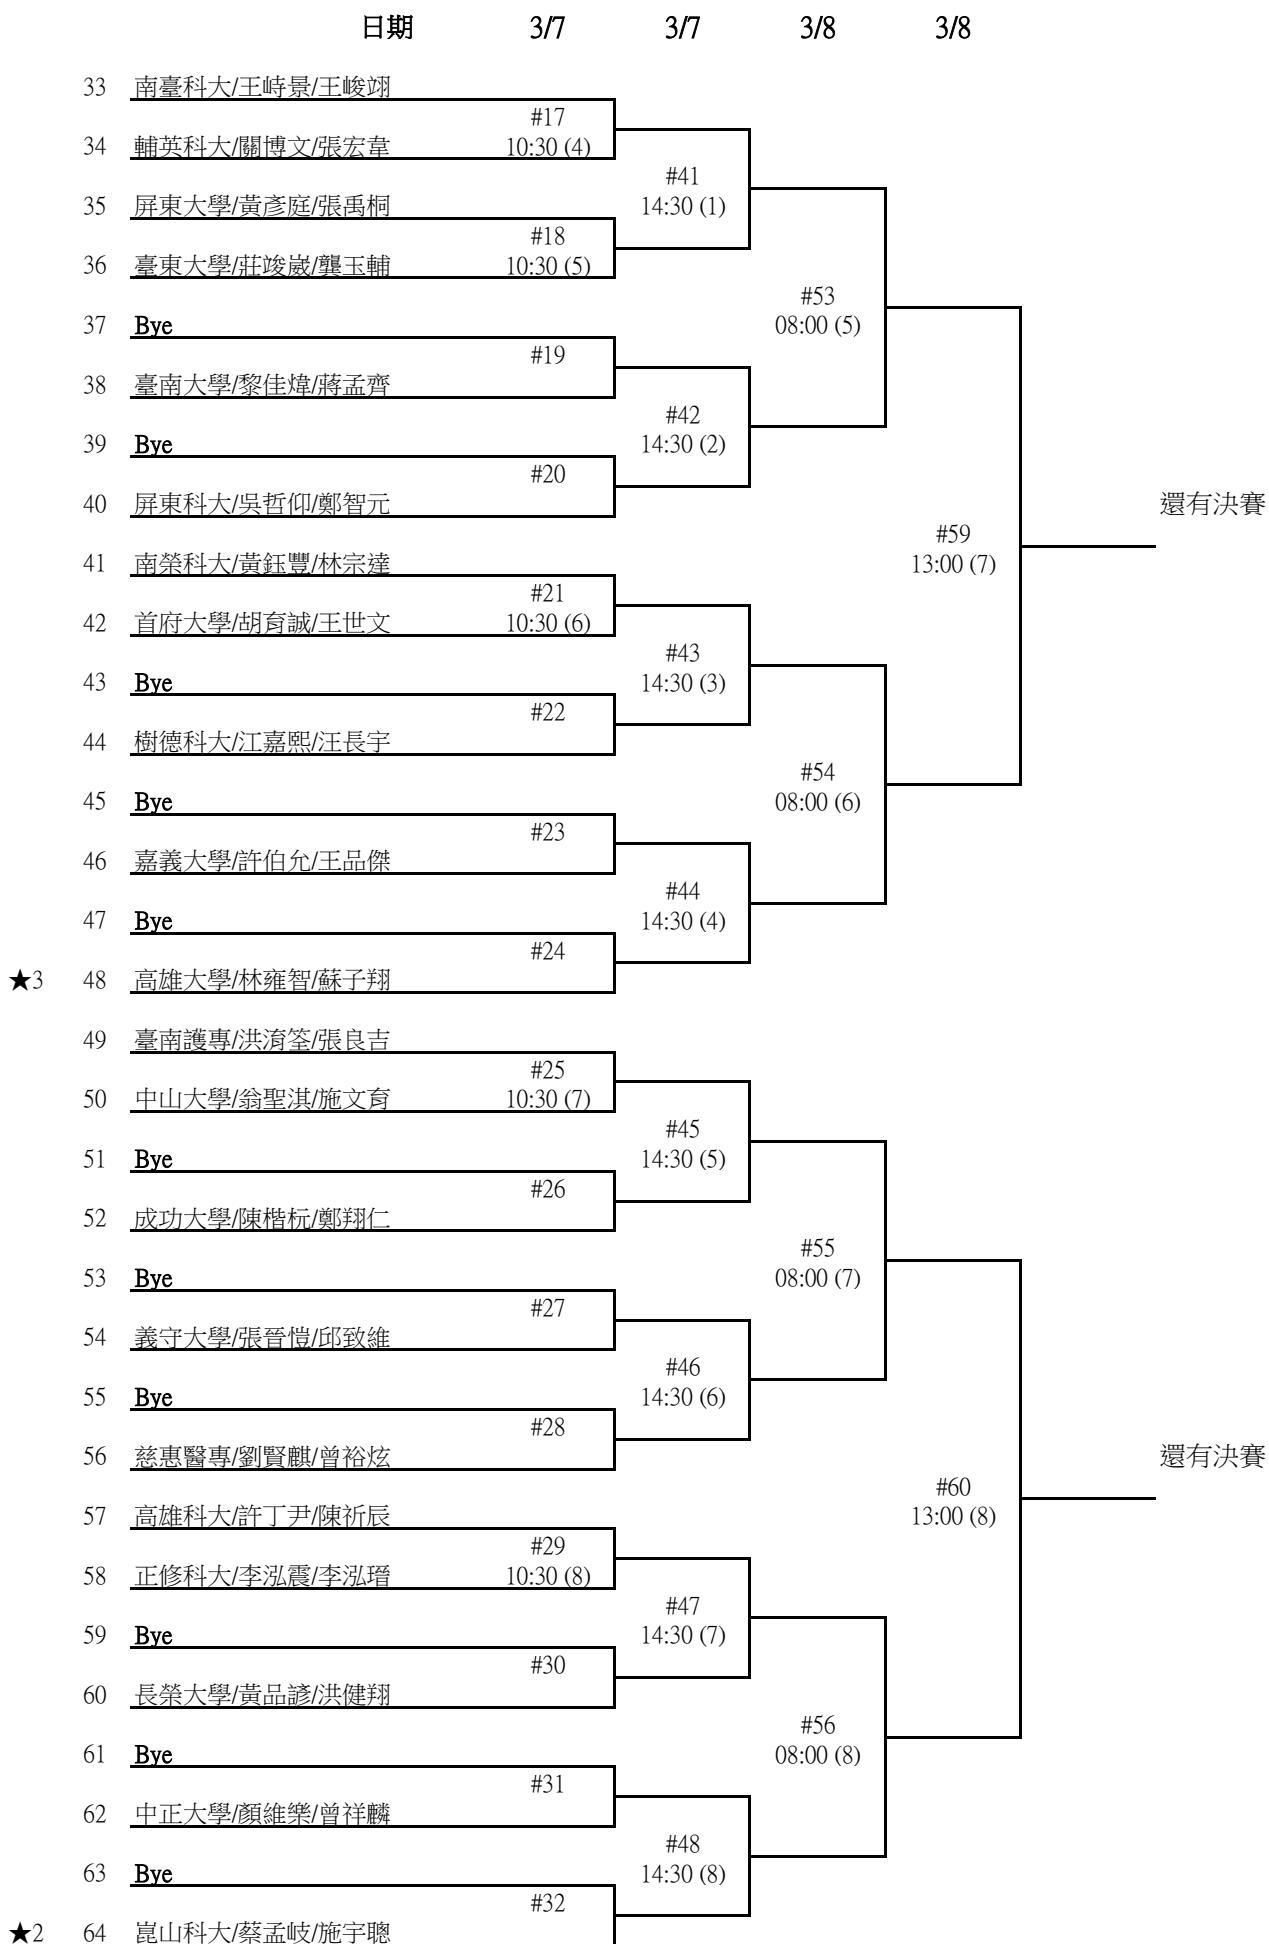 日期 3/7 3/7 3/8 3/8
33 南臺科大/王峙景/王峻翊
#17
34 輔英科大/關博文/張宏韋 10:30 (4)
#41
35 屏東大學/黃彥庭/張禹桐 14:30 (1)
#18
36 臺東大學/莊竣崴/龔玉輔 10:30 (5)
#53
37 Bye 08:00 (5)
#19
38 臺南大學/黎佳煒/蔣孟齊
#42
39 Bye 14:30 (2)
#20
40 屏東科大/吳哲仰/鄭智元 還有決賽
#59
41 南榮科大/黃鈺豐/林宗達 13:00 (7)
#21
42 首府大學/胡育誠/王世文 10:30 (6)
#43
43 Bye 14:30 (3)
#22
44 樹德科大/江嘉熙/汪長宇
#54
45 Bye 08:00 (6)
#23
46 嘉義大學/許伯允/王品傑
#44
47 Bye 14:30 (4)
#24
★3 48 高雄大學/林雍智/蘇子翔
49 臺南護專/洪淯筌/張良吉
#25
50 中山大學/翁聖淇/施文育 10:30 (7)
#45
51 Bye 14:30 (5)
#26
52 成功大學/陳楷杬/鄭翔仁
#55
53 Bye 08:00 (7)
#27
54 義守大學/張晉愷/邱致維
#46
55 Bye 14:30 (6)
#28
56 慈惠醫專/劉賢麒/曾裕炫 還有決賽
#60
57 高雄科大/許丁尹/陳祈辰 13:00 (8)
#29
58 正修科大/李泓震/李泓瑨 10:30 (8)
#47
59 Bye 14:30 (7)
#30
60 長榮大學/黃品諺/洪健翔
#56
61 Bye 08:00 (8)
#31
62 中正大學/顏維樂/曾祥麟
#48
63 Bye 14:30 (8)
#32
★2 64 崑山科大/蔡孟岐/施宇聰